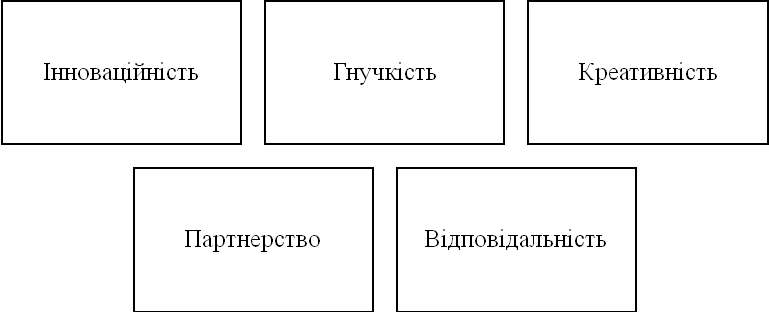 Інноваційність
Гнучкість
Креативність
Партнерство
Відповідальність